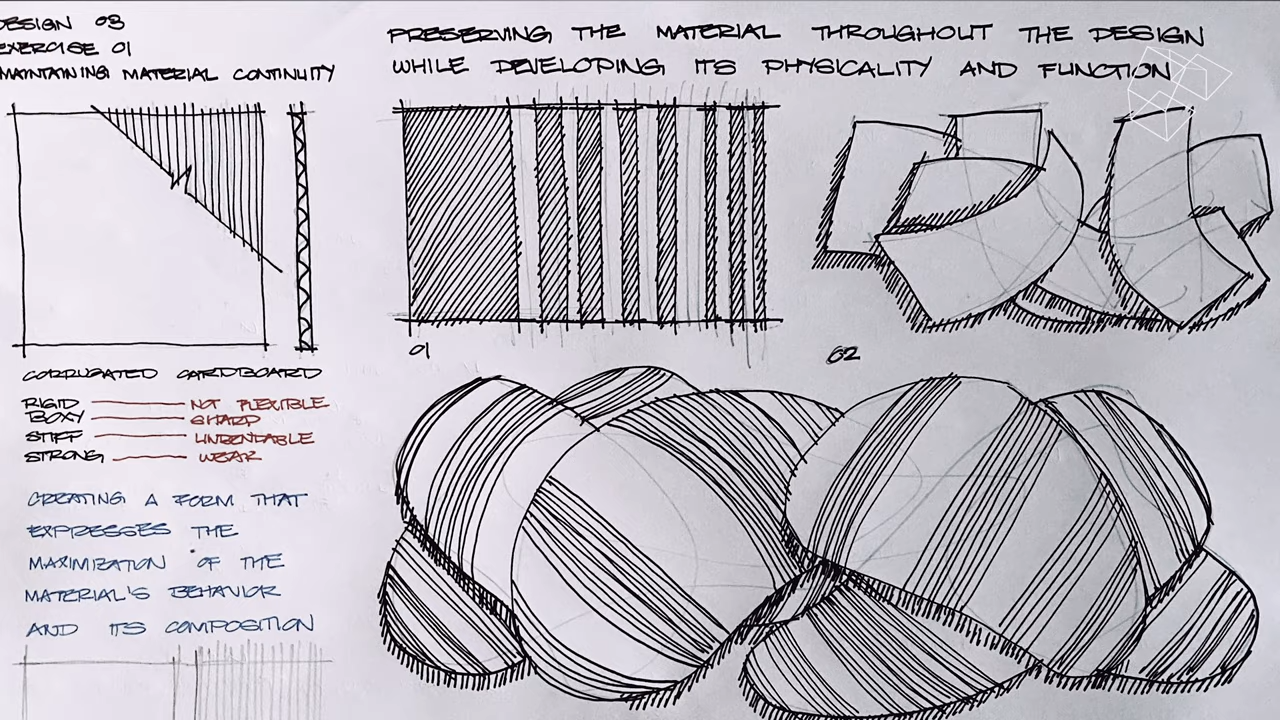 DESIGN 03
EXERCISE 01
MAINTAINING MATERIAL CONTINUITY
PRESERVING THE MATERIAL THROUGHOUT THE DESIGN
WHILE DEVELOPING ITS PHYSICALITY AND FUNCTION
01
02
CORRUGATED CARDBOARD
RIGID NOT FLEXIBLE
BOXY SHARP
STIFF UNBENDABLE
STRONG WEAR
CREATING A FORM THAT
EXPRESSES THE
MAXIMIZATION OF THE
MATERIAL'S BEHAVIOR
AND ITS COMPOSITION